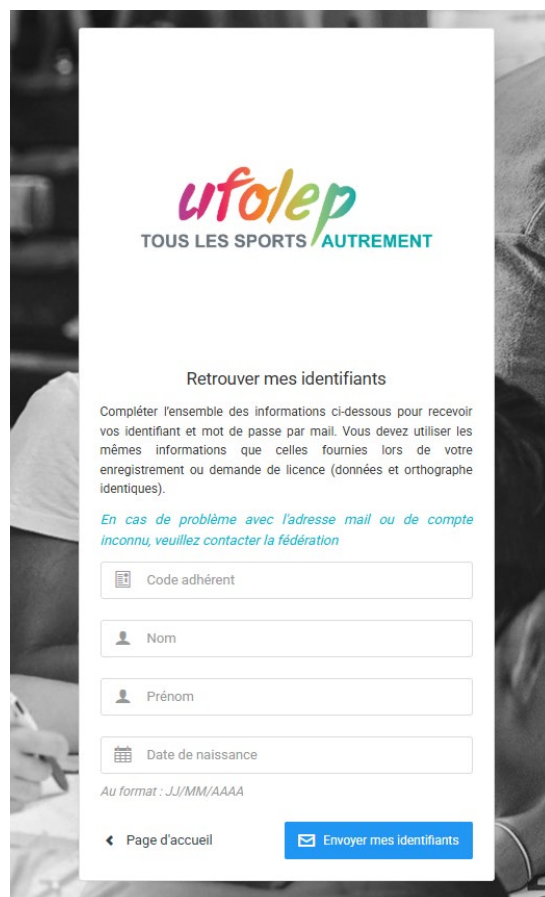 ufolep
TOUS LES SPORTS AUTREMENT
Retrouver mes identifiants
Compléter l'ensemble des informations ci-dessous pour recevoir
vos identifiant et mot de passe par mail. Vous devez utiliser les
mêmes informations que celles fournies lors de votre
enregistrement ou demande de licence (données et orthographe
identiques).
En cas de problème avec l'adresse mail ou de compte
inconnu, veuillez contacter la fédération
Code adhérent
Nom
Prénom
Date de naissance
Au format : JJ/MM/AAAA
Page d'accueil
Envoyer mes identifiants